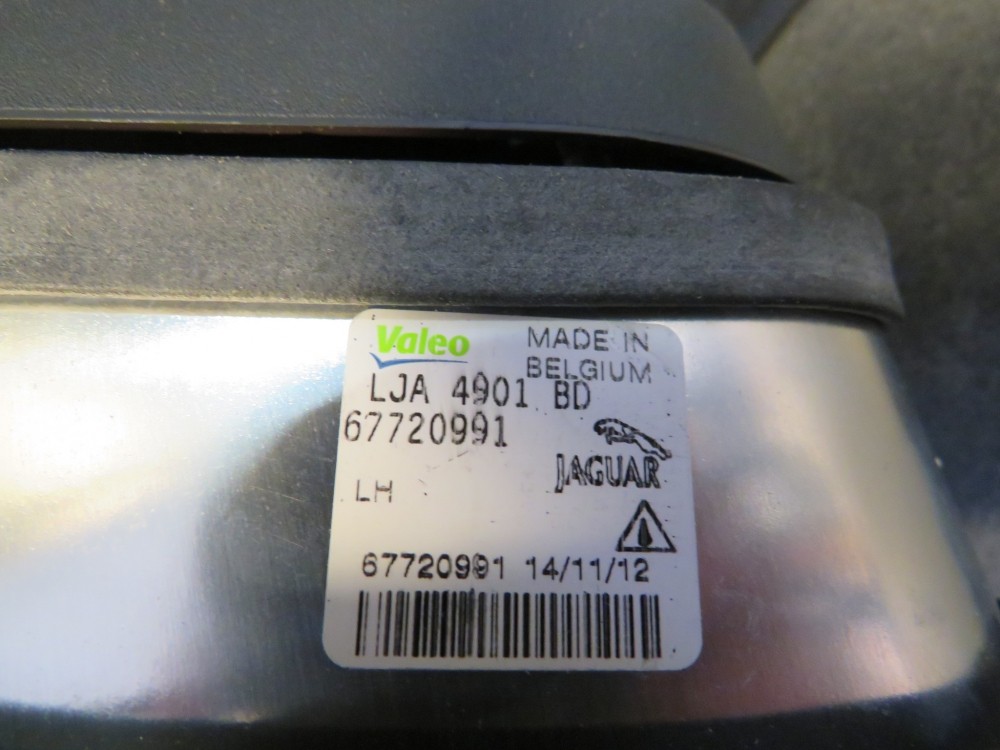 Valeo
MADE IN
BELGIUM
LJA 4901 BD
67720991
JAGUAR
LH
67720991 14/11/12